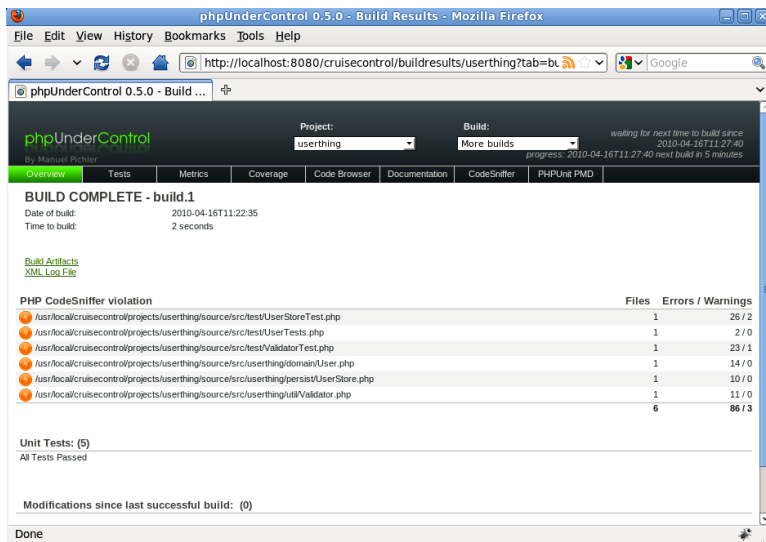 phpUnderControl 0.5.0 - Build Results - Mozilla Firefox
File Edit View History Bookmarks Tools Help
http://localhost:8080/cruisecontrol/buildresults/userthing?tab=bu
Google
phpUnderControl 0.5.0 - Build ...
phpUnderControl
By Manuel Pichler
Project:
userthing
Build:
More builds
waiting for next time to build since
2010-04-16T11:27:40
progress: 2010-04-16T11:27:40 next build in 5 minutes
Overview Tests Metrics Coverage Code Browser Documentation CodeSniffer PHPUnit PMD
BUILD COMPLETE - build.1
Date of build: 2010-04-16T11:22:35
Time to build: 2 seconds
Build Artifacts
XML Log File
PHP CodeSniffer violation Files Errors / Warnings
/usr/local/cruisecontrol/projects/userthing/source/src/test/UserStoreTest.php 1 26 / 2
/usr/local/cruisecontrol/projects/userthing/source/src/test/UserTests.php 1 2 / 0
/usr/local/cruisecontrol/projects/userthing/source/src/test/ValidatorTest.php 1 23 / 1
/usr/local/cruisecontrol/projects/userthing/source/src/userthing/domain/User.php 1 14 / 0
/usr/local/cruisecontrol/projects/userthing/source/src/userthing/persist/UserStore.php 1 10 / 0
/usr/local/cruisecontrol/projects/userthing/source/src/userthing/util/Validator.php 1 11 / 0
6 86 / 3
Unit Tests: (5)
All Tests Passed
Modifications since last successful build: (0)
Done